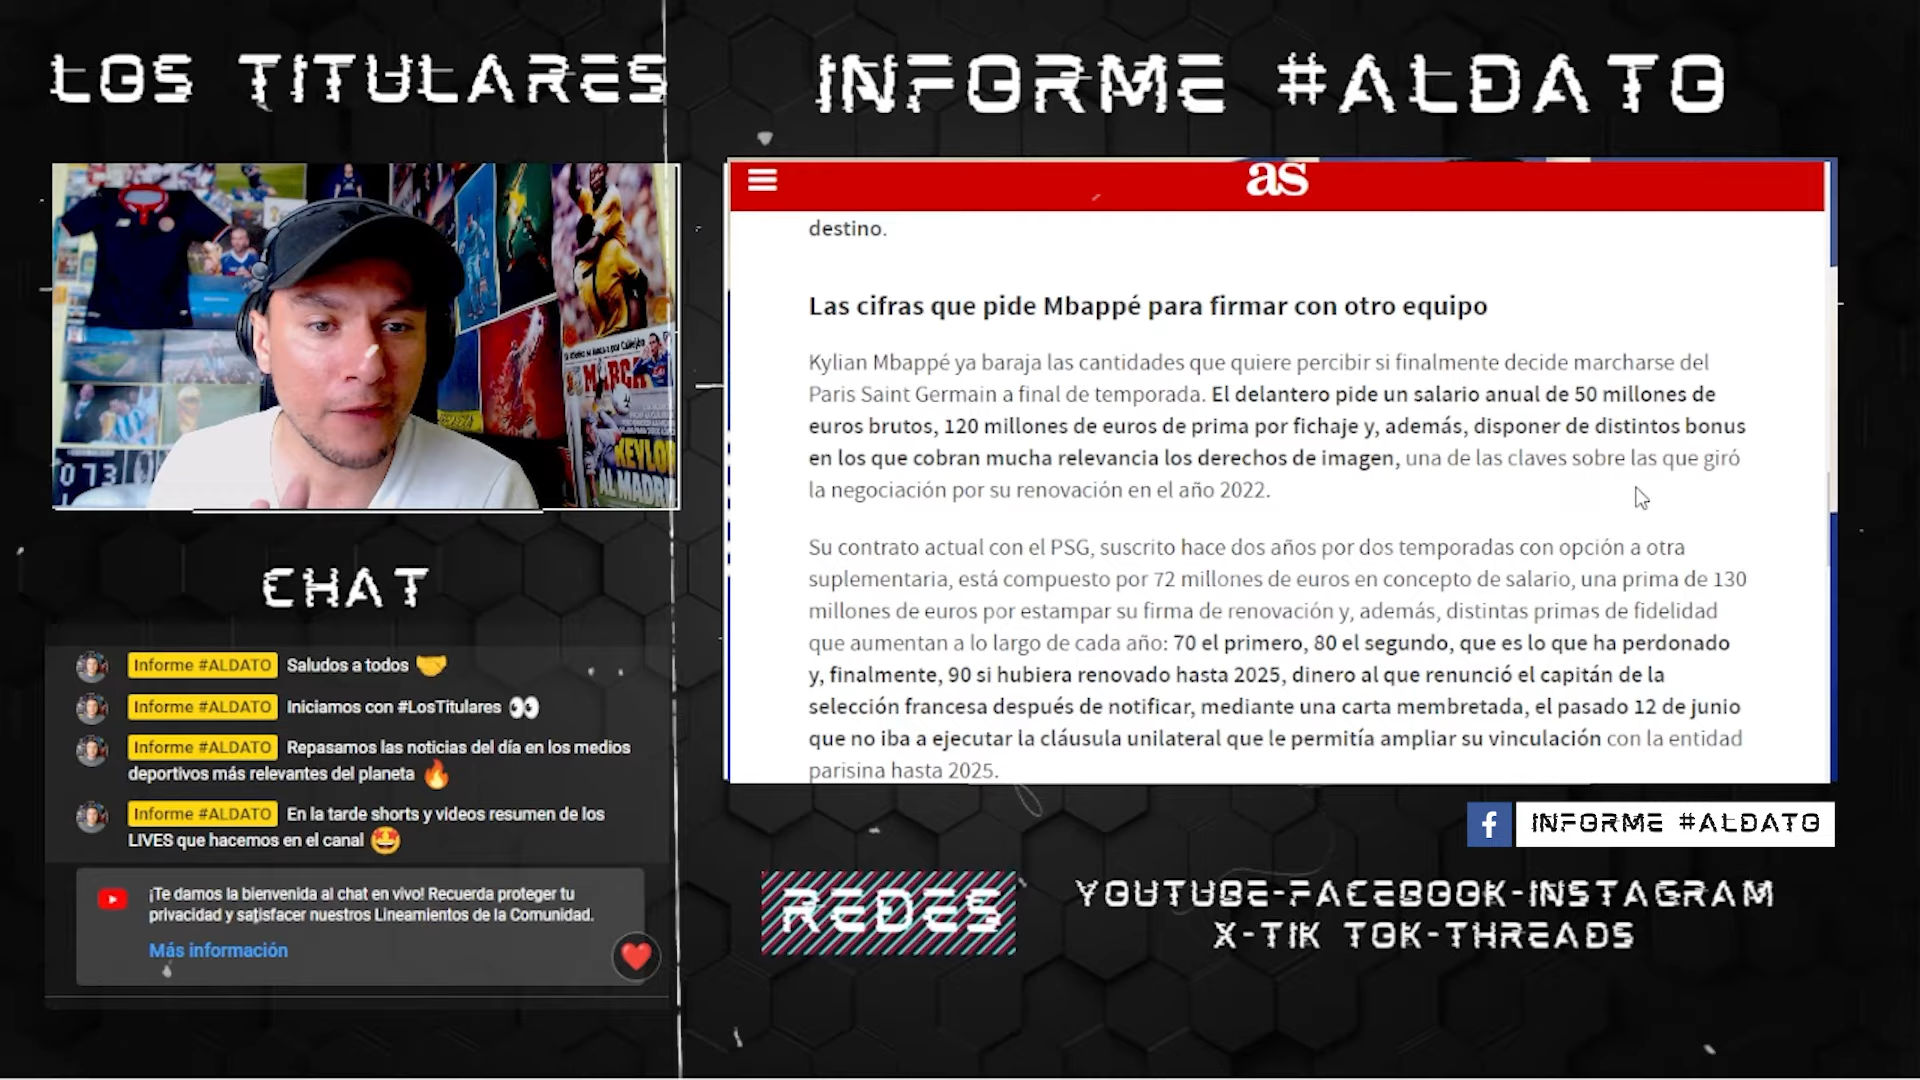 LOS TITULARES
INFORME #ALDATO
as
destino.
Las cifras que pide Mbappé para firmar con otro equipo
Kylian Mbappé ya baraja las cantidades que quiere percibir si finalmente decide marcharse del
Paris Saint Germain a final de temporada. El delantero pide un salario anual de 50 millones de
euros brutos, 120 millones de euros de prima por fichaje y, además, disponer de distintos bonus
en los que cobran mucha relevancia los derechos de imagen, una de las claves sobre las que giró
la negociación por su renovación en el año 2022.
Su contrato actual con el PSG, suscrito hace dos años por dos temporadas con opción a otra
suplementaria, está compuesto por 72 millones de euros en concepto de salario, una prima de 130
millones de euros por estampar su firma de renovación y, además, distintas primas de fidelidad
que aumentan a lo largo de cada año: 70 el primero, 80 el segundo, que es lo que ha perdonado
y, finalmente, 90 si hubiera renovado hasta 2025, dinero al que renunció el capitán de la
selección francesa después de notificar, mediante una carta membretada, el pasado 12 de junio
que no iba a ejecutar la cláusula unilateral que le permitía ampliar su vinculación con la entidad
parisina hasta 2025.
MARCA
KEYLOR
AL MADRI
073
CHAT
Informe #ALDATO Saludos a todos 🤝
Informe #ALDATO Iniciamos con #LosTitulares 👀
Informe #ALDATO Repasamos las noticias del día en los medios
deportivos más relevantes del planeta 🔥
Informe #ALDATO En la tarde shorts y videos resumen de los
LIVES que hacemos en el canal 🤩
¡Te damos la bienvenida al chat en vivo! Recuerda proteger tu
privacidad y satisfacer nuestros Lineamientos de la Comunidad.
Más información
f INFORME #ALDATO
REDES
YOUTUBE-FACEBOOK-INSTAGRAM
X-TIK TOK-THREADS